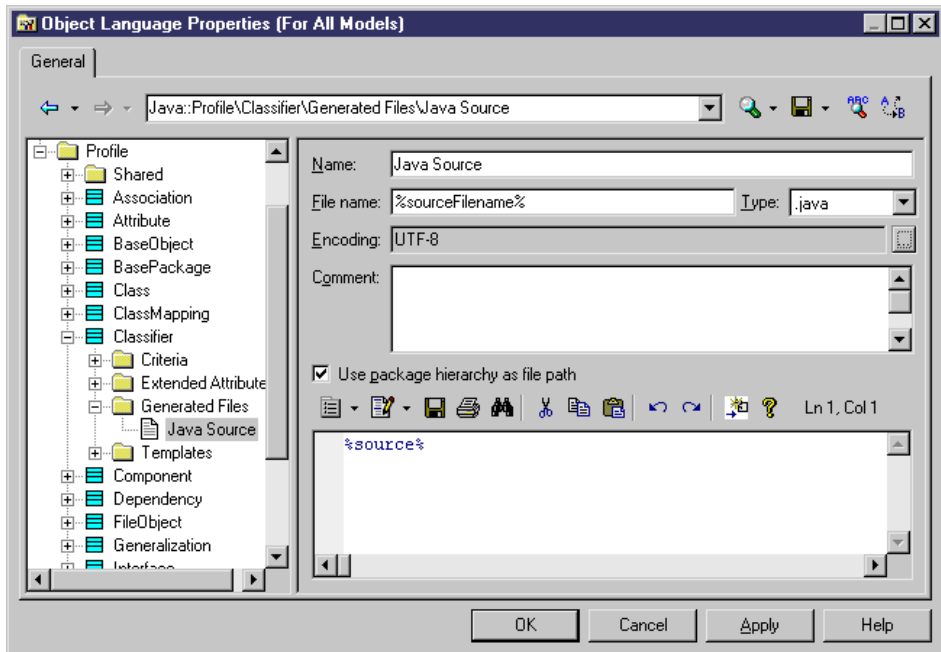 Object Language Properties (For All Models)
General
Java::Profile\Classifier\Generated Files\Java Source
ABC
A
B
Profile
Shared
Association
Attribute
BaseObject
BasePackage
Class
ClassMapping
Classifier
Criteria
Extended Attribute
Generated Files
Java Source
Templates
Component
Dependency
FileObject
Generalization
Interface
Name: Java Source
File name: %sourceFilename% Type: .java
Encoding: UTF-8
Comment:
Use package hierarchy as file path
Ln 1, Col 1
%source%
OK Cancel Apply Help